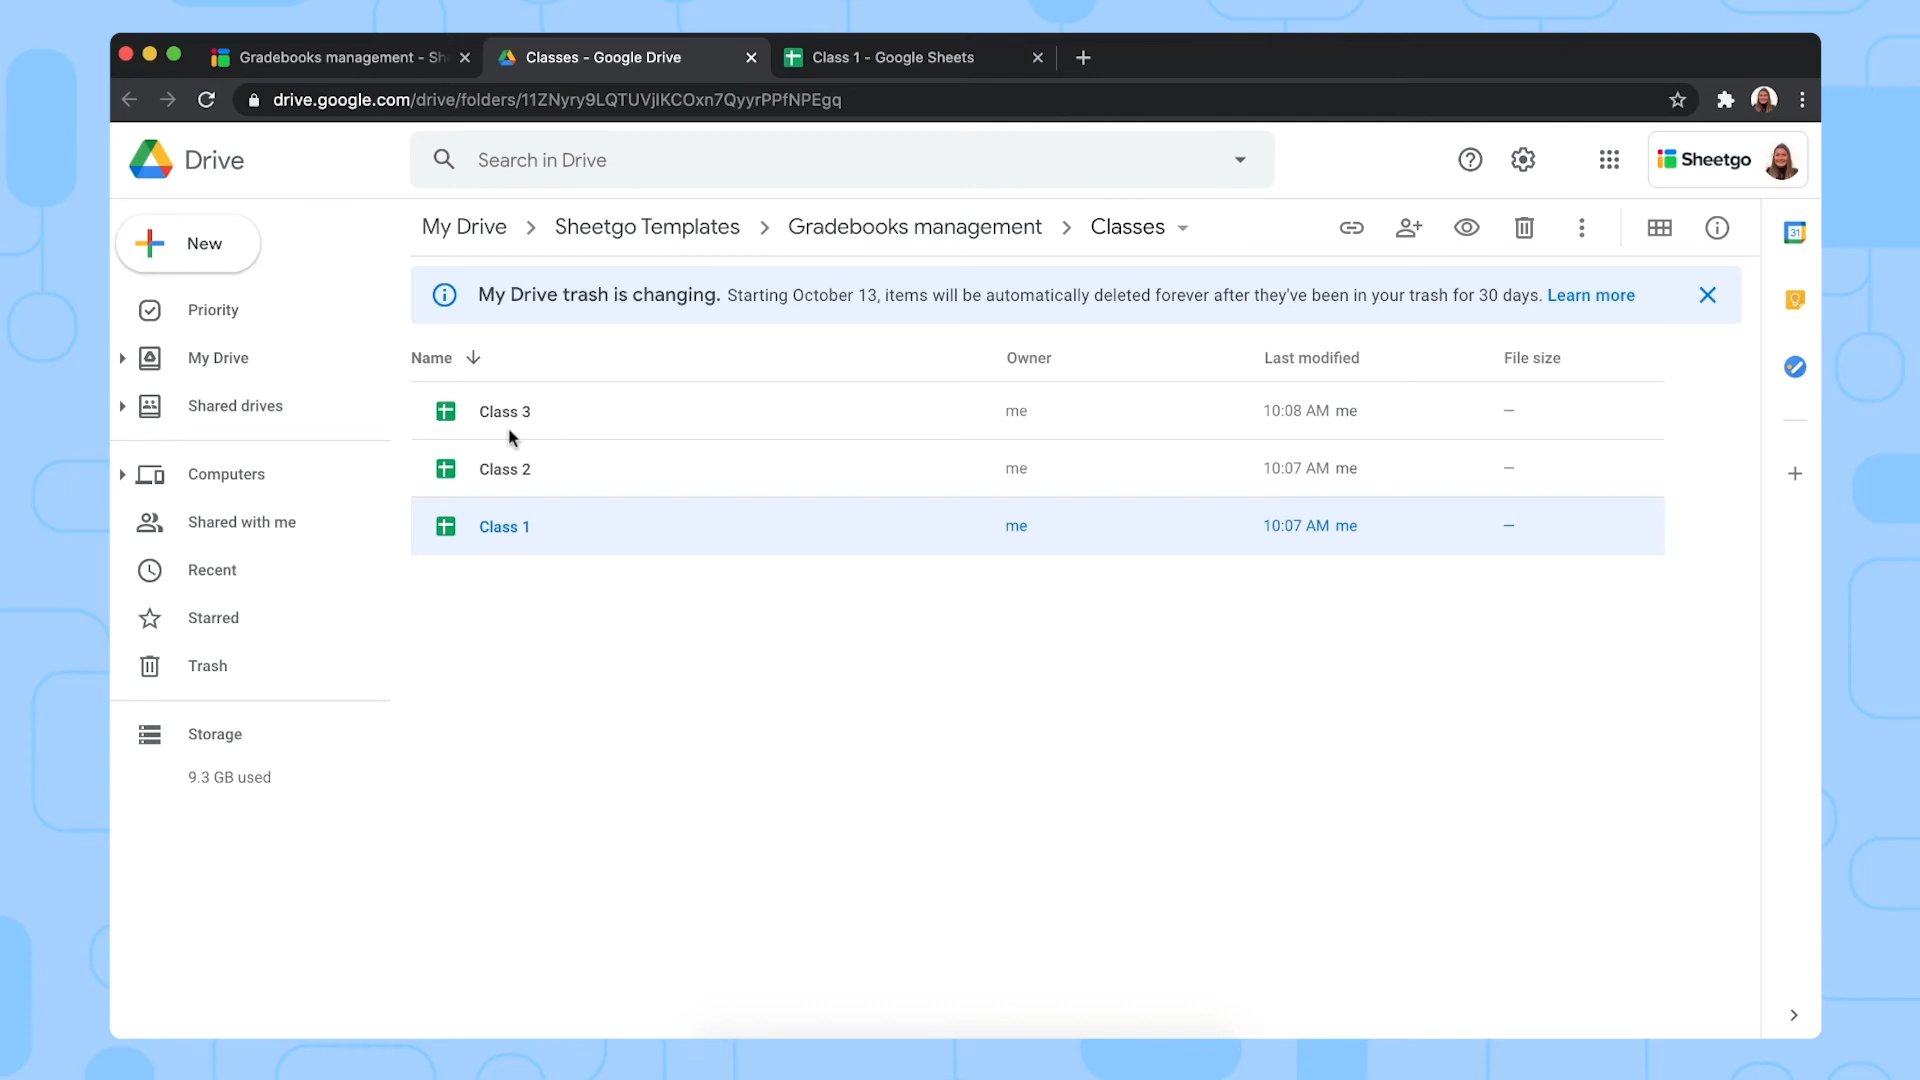 Gradebooks management - Sh
Classes - Google Drive
Class 1 - Google Sheets
drive.google.com/drive/folders/11ZNyry9LQTUVjIKCOxn7QyyrPPfNPEgq
Drive
Search in Drive
Sheetgo
New
My Drive
Sheetgo Templates
Gradebooks management
Classes
31
My Drive trash is changing. Starting October 13, items will be automatically deleted forever after they've been in your trash for 30 days. Learn more
Priority
My Drive
Shared drives
Computers
Shared with me
Recent
Starred
Trash
Storage
9.3 GB used
Name Owner Last modified File size
Class 3 me 10:08 AM me –
Class 2 me 10:07 AM me –
Class 1 me 10:07 AM me –